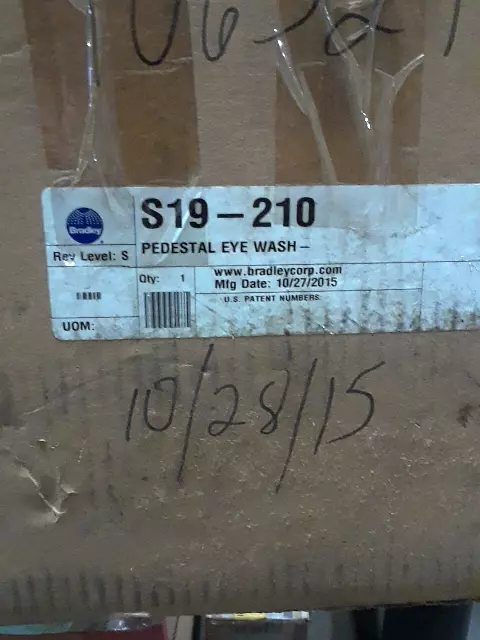 S19-210
Bradley
PEDESTAL EYE WASH-
Rev Level: S
Qty: 1
www.bradleycorp.com
Mfg Date: 10/27/2015
U.S. PATENT NUMBERS
UOM:
10/28/15